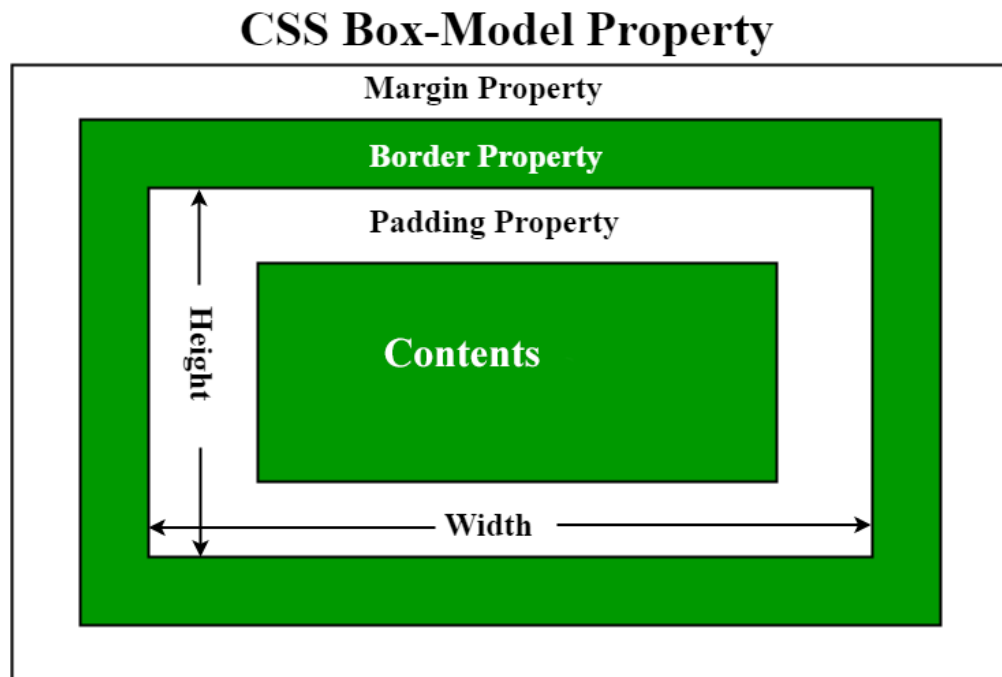 CSS Box-Model Property
Margin Property
Border Property
Padding Property
Height
Contents
Width